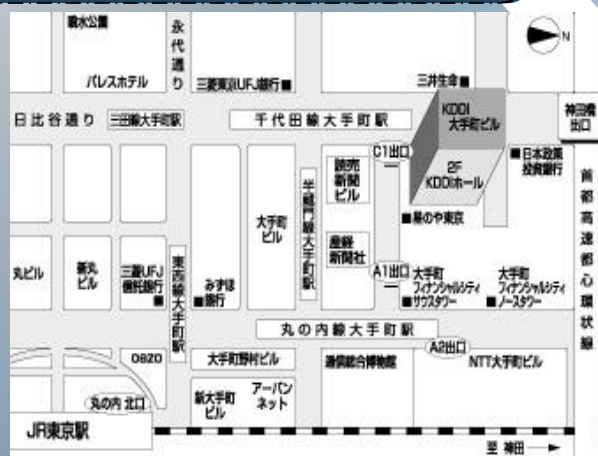 噴水公園
永代通り
N
パレスホテル
三菱東京UFJ銀行
三井生命
KDDI
大手町ビル
神田橋
出口
日比谷通り
三田線大手町駅
千代田線大手町駅
C1出口
2F
KDDIホール
日本政策
投資銀行
読売
新聞
ビル
半蔵門線大手町駅
大手町
ビル
星のや東京
首都高速都心環状線
丸ビル
新丸
ビル
三菱UFJ
信託銀行
東西線大手町駅
みずほ
銀行
産経
新聞社
A1出口
大手町
フィナンシャルシティ
サウスタワー
大手町
フィナンシャルシティ
ノースタワー
丸の内線大手町駅
A2出口
OAZO
大手町野村ビル
逓信総合博物館
NTT大手町ビル
丸の内 北口
新大手町
ビル
アーバン
ネット
JR東京駅
至 神田